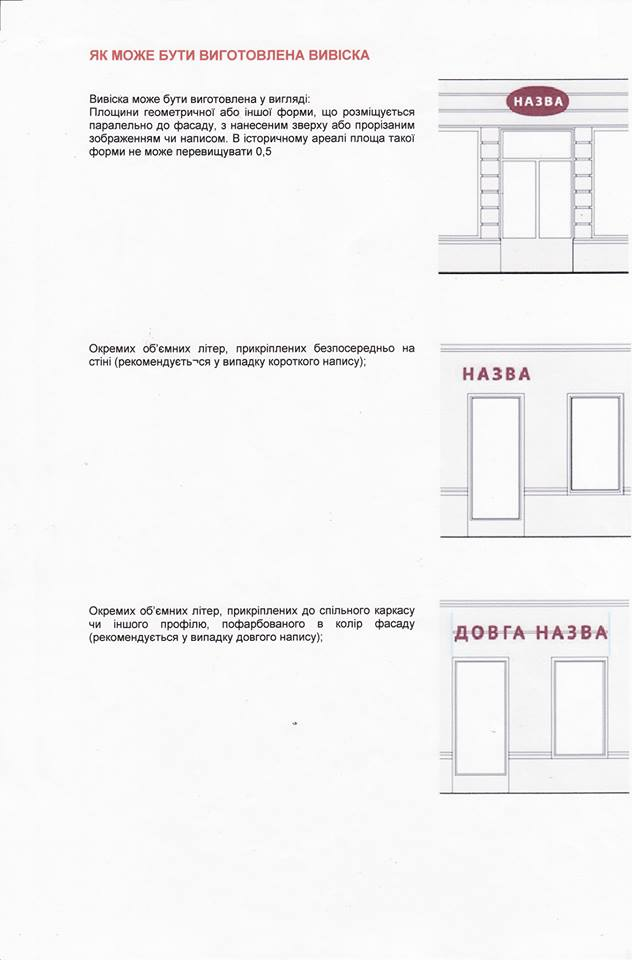 ЯК МОЖЕ БУТИ ВИГОТОВЛЕНА ВИВІСКА
Вивіска може бути виготовлена у вигляді:
Площини геометричної або іншої форми, що розміщується
паралельно до фасаду, з нанесеним зверху або прорізаним
зображенням чи написом. В історичному ареалі площа такої
форми не може перевищувати 0,5
НАЗВА
Окремих об'ємних літер, прикріплених безпосередньо на
стіні (рекомендуєть¬ся у випадку короткого напису);
НАЗВА
Окремих об'ємних літер, прикріплених до спільного каркасу
чи іншого профілю, пофарбованого в колір фасаду
(рекомендується у випадку довгого напису);
ДОВГА НАЗВА